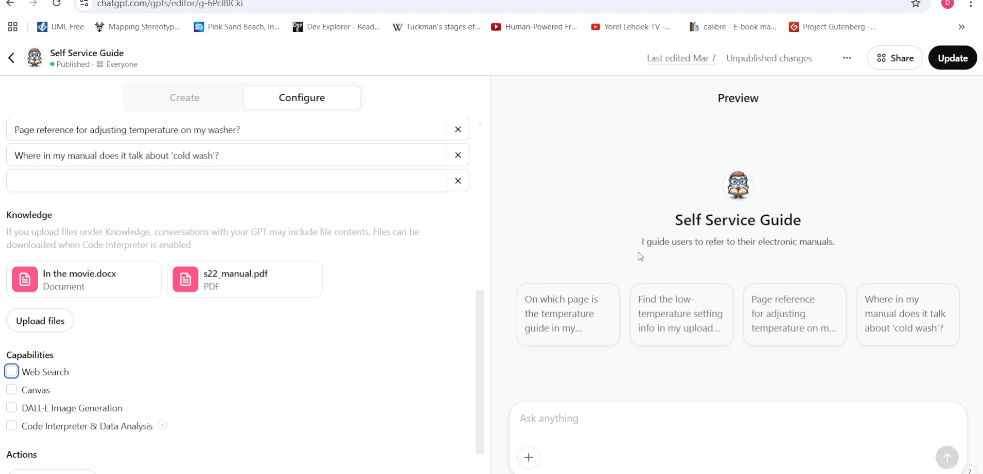 chatgpt.com/gpts/editor/g-6PcI8ICki
UML Free
Mapping Stereotyp...
Pink Sand Beach, In...
Dev Explorer - Read...
Tuckman's stages of...
Human-Powered Fr...
Yorel Lehciek TV -...
calibre - E-book ma...
Project Gutenberg -...
»
Self Service Guide
Published · Everyone
Last edited Mar 7
Unpublished changes
...
Share
Update
Create
Configure
Preview
Page reference for adjusting temperature on my washer?
Where in my manual does it talk about 'cold wash'?
Knowledge
If you upload files under Knowledge, conversations with your GPT may include file contents. Files can be
downloaded when Code Interpreter is enabled
In the movie.docx
Document
s22_manual.pdf
PDF
Upload files
Capabilities
Web Search
Canvas
DALL·E Image Generation
Code Interpreter & Data Analysis
Actions
Self Service Guide
I guide users to refer to their electronic manuals.
On which page is
the temperature
guide in my...
Find the low-
temperature setting
info in my upload...
Page reference
for adjusting
temperature on m...
Where in my
manual does it talk
about 'cold wash'?
Ask anything
?